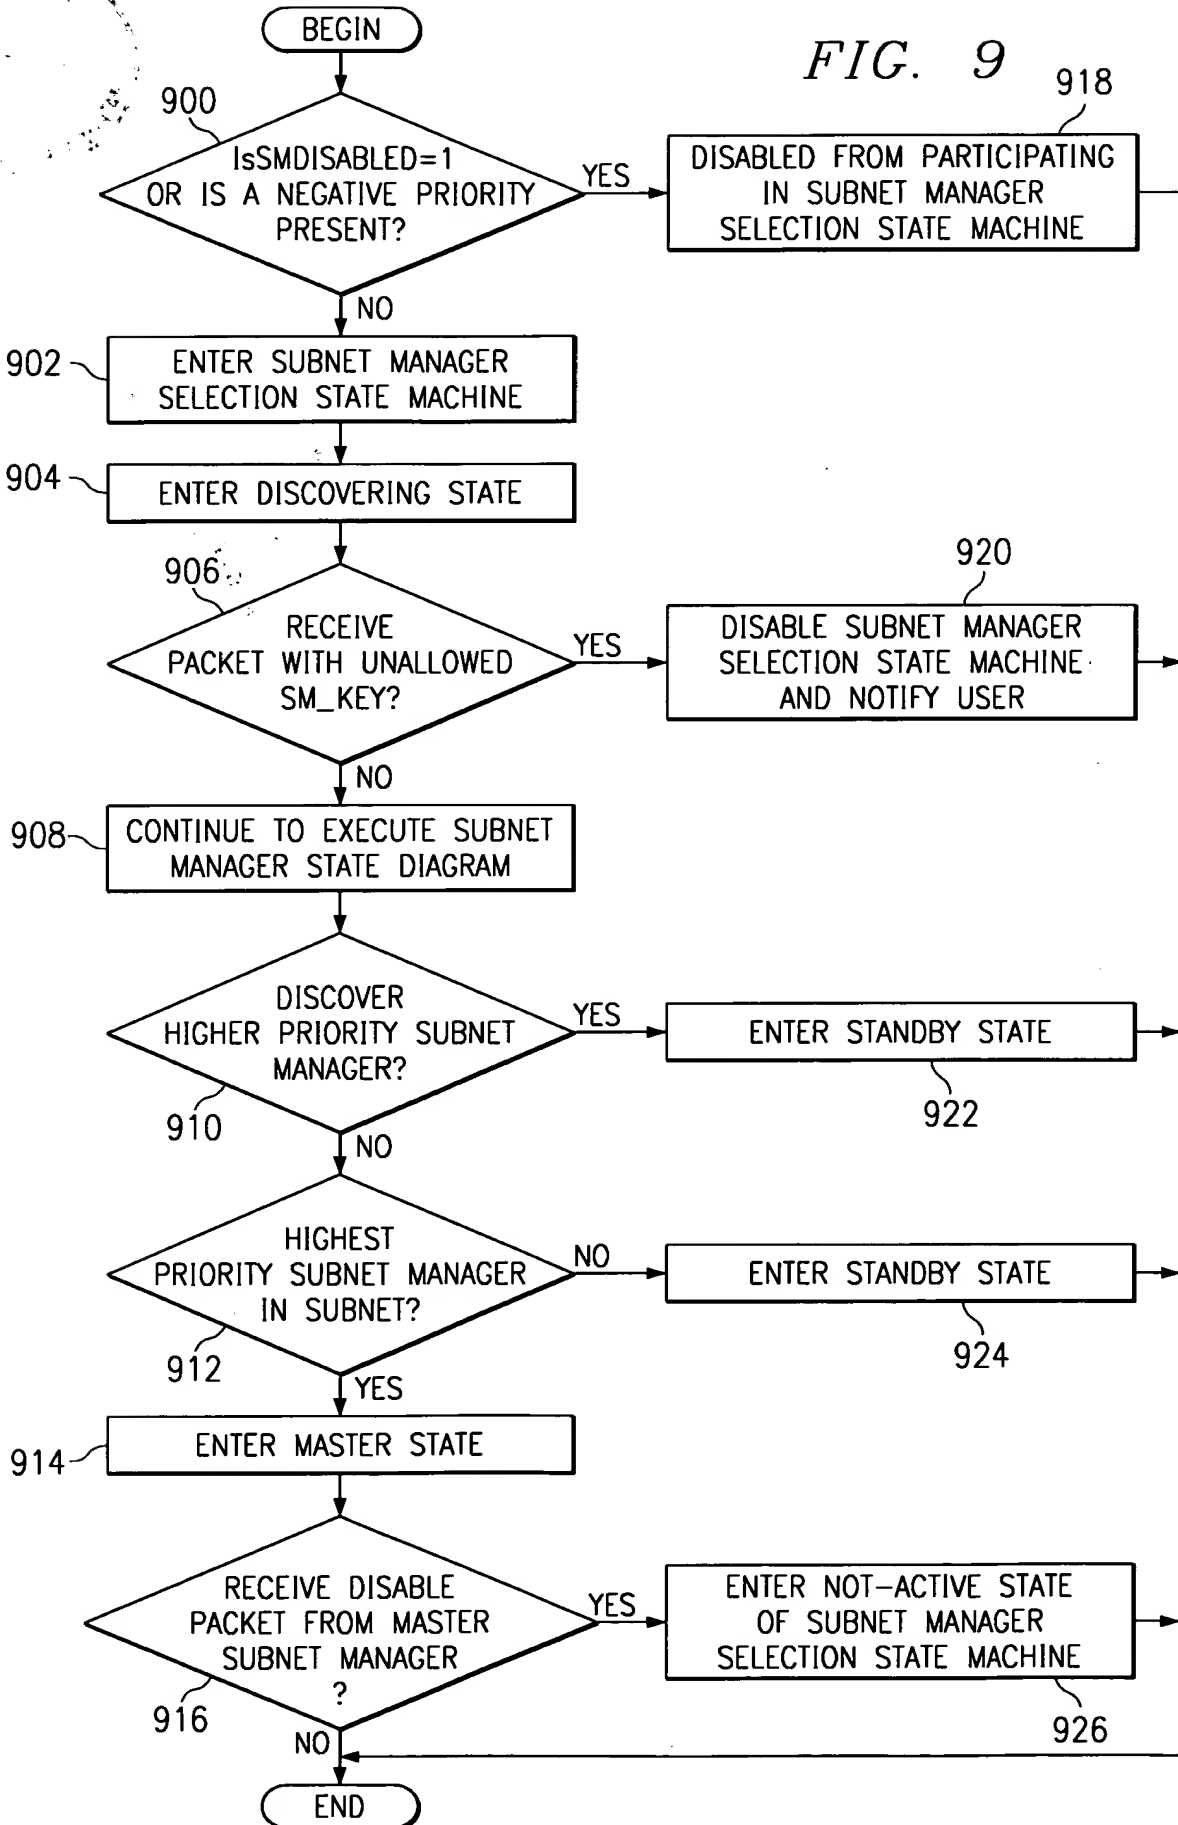 BEGIN
FIG. 9
900
IsSMDISABLED=1
OR IS A NEGATIVE PRIORITY
PRESENT?
YES
918
DISABLED FROM PARTICIPATING
IN SUBNET MANAGER
SELECTION STATE MACHINE
NO
902
ENTER SUBNET MANAGER
SELECTION STATE MACHINE
904
ENTER DISCOVERING STATE
906
RECEIVE
PACKET WITH UNALLOWED
SM_KEY?
YES
920
DISABLE SUBNET MANAGER
SELECTION STATE MACHINE
AND NOTIFY USER
NO
908
CONTINUE TO EXECUTE SUBNET
MANAGER STATE DIAGRAM
DISCOVER
HIGHER PRIORITY SUBNET
MANAGER?
910
YES
ENTER STANDBY STATE
922
NO
HIGHEST
PRIORITY SUBNET MANAGER
IN SUBNET?
912
NO
ENTER STANDBY STATE
924
YES
914
ENTER MASTER STATE
RECEIVE DISABLE
PACKET FROM MASTER
SUBNET MANAGER
?
916
YES
ENTER NOT-ACTIVE STATE
OF SUBNET MANAGER
SELECTION STATE MACHINE
926
NO
END